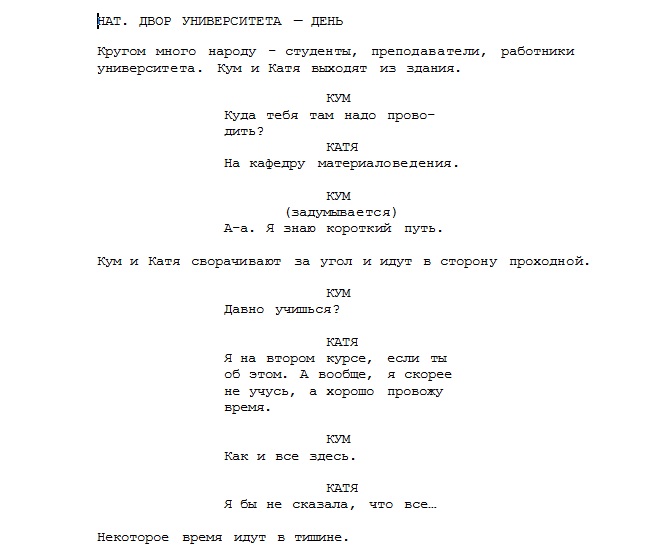 НАТ. ДВОР УНИВЕРСИТЕТА — ДЕНЬ
Кругом много народу – студенты, преподаватели, работники
университета. Кум и Катя выходят из здания.
КУМ
Куда тебя там надо прово-
дить?
КАТЯ
На кафедру материаловедения.
КУМ
(задумывается)
А-а. Я знаю короткий путь.
Кум и Катя сворачивают за угол и идут в сторону проходной.
КУМ
Давно учишься?
КАТЯ
Я на втором курсе, если ты
об этом. А вообще, я скорее
не учусь, а хорошо провожу
время.
КУМ
Как и все здесь.
КАТЯ
Я бы не сказала, что все…
Некоторое время идут в тишине.